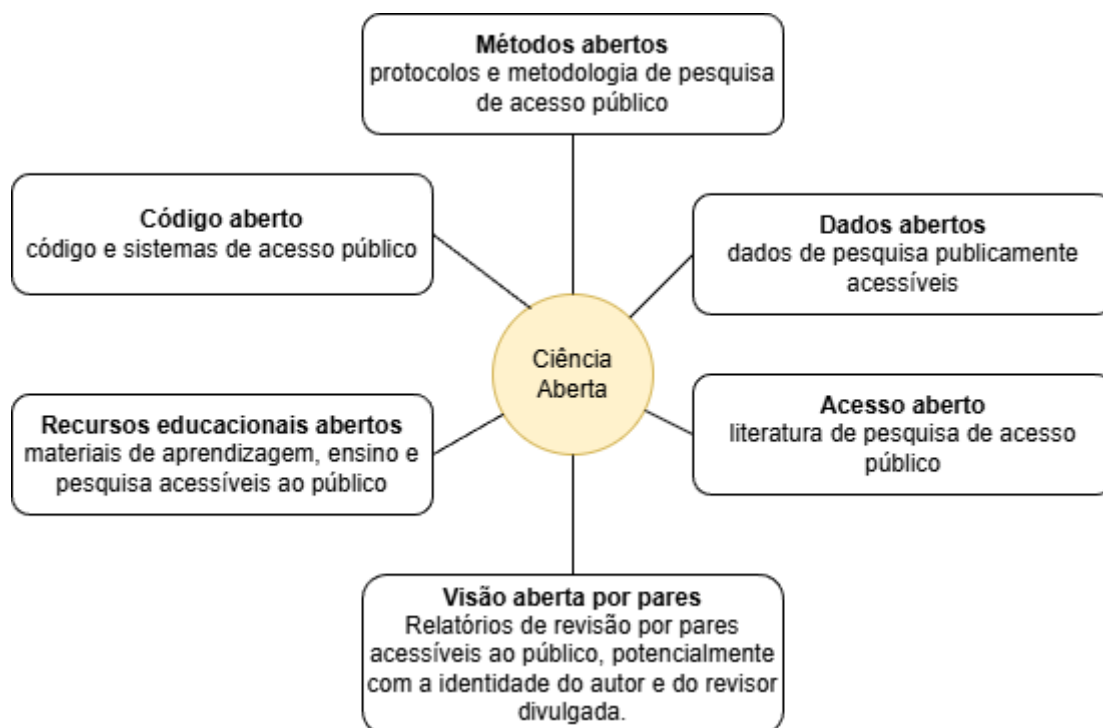 Métodos abertos
protocolos e metodologia de pesquisa
de acesso público
Código aberto
código e sistemas de acesso público
Dados abertos
dados de pesquisa publicamente
acessíveis
Ciência
Aberta
Recursos educacionais abertos
materiais de aprendizagem, ensino e
pesquisa acessíveis ao público
Acesso aberto
literatura de pesquisa de acesso
público
Visão aberta por pares
Relatórios de revisão por pares
acessíveis ao público, potencialmente
com a identidade do autor e do revisor
divulgada.